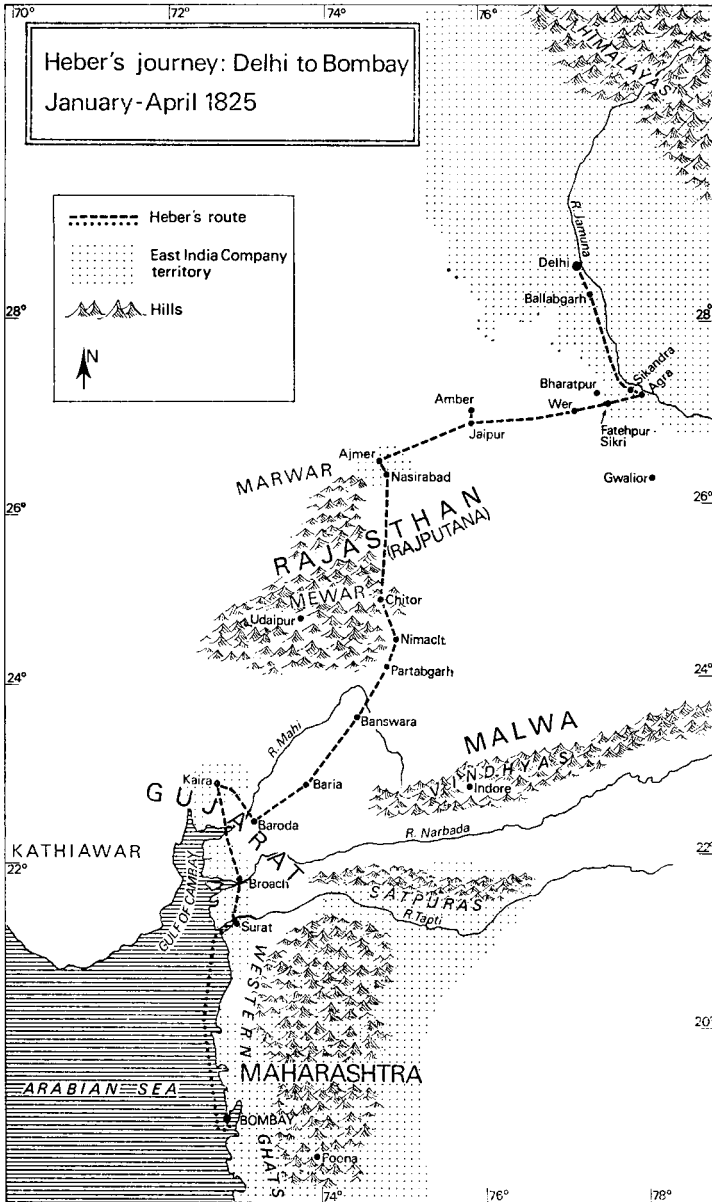 70°
72°
74°
76°
Heber's journey: Delhi to Bombay
January-April 1825
Heber's route
East India Company
territory
Hills
N
HIMALAYAS
R. Jamuna
Delhi
Ballabgarh
28°
28°
Sikandra
Agra
Bharatpur
Wer
Fatehpur
Sikri
Amber
Jaipur
Ajmer
Nasirabad
MARWAR
Gwalior
26°
26°
RAJASTHAN
(RAJPUTANA)
MEWAR
Chitor
Udaipur
Nimach
Partabgarh
24°
24°
Banswara
R. Mahi
MALWA
VINDHYAS
Indore
Kaira
Baria
GUJARAT
Baroda
R. Narbada
KATHIAWAR
22°
22°
Broach
GULF OF CAMBAY
SATPURAS
R. Tapti
Surat
WESTERN GHATS
20°
MAHARASHTRA
ARABIAN SEA
BOMBAY
Poona
74°
76°
78°